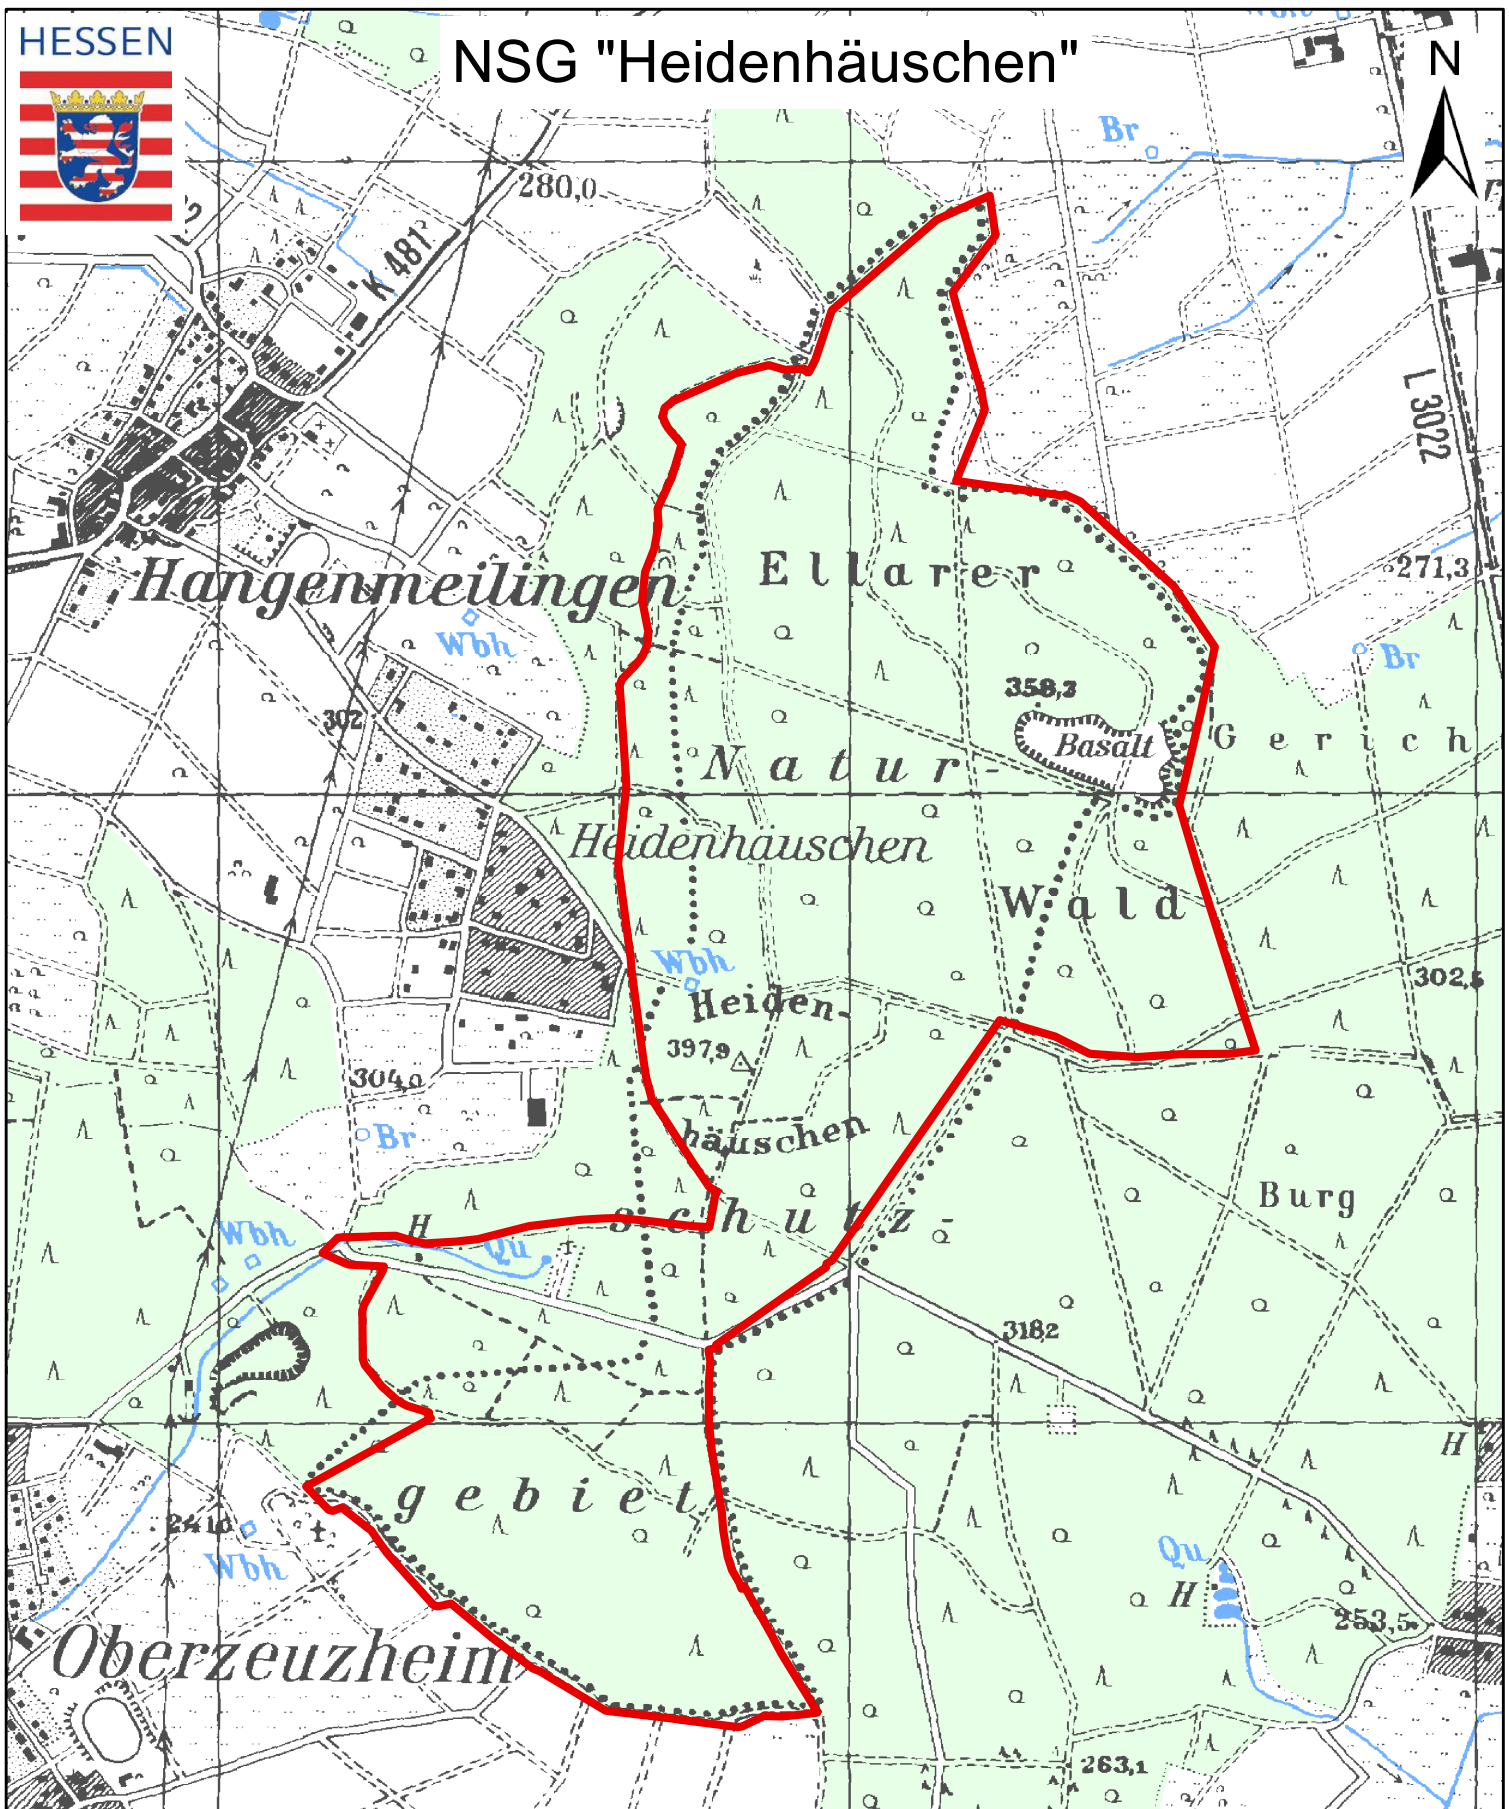 HESSEN
NSG "Heidenhäuschen"
N
Br
280,0
K 481
L 3022
271,3
Hangenmeilingen
Ellarer
Wbh
Br
358,3
302
Basalt
Gerich
Natur-
Heidenhauschen
Wald
Wbh
302,5
Heiden-
397,9
304,0
Br
häuschen
Burg
Wbh
H
schutz-
Qu
318,2
H
gebiet
241,0
Wbh
Qu
H
253,5
Oberzeuzheim
263,1